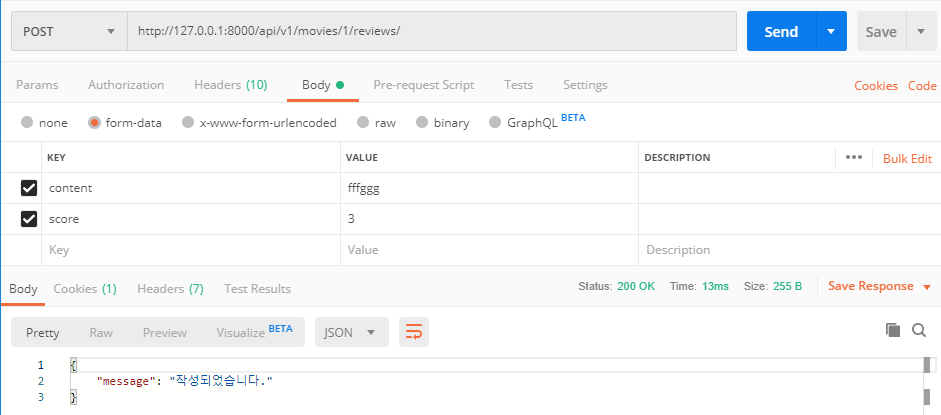 POST http://127.0.0.1:8000/api/v1/movies/1/reviews/ Send Save
Params Authorization Headers (10) Body Pre-request Script Tests Settings Cookies Code
none form-data x-www-form-urlencoded raw binary GraphQL BETA
KEY VALUE DESCRIPTION ••• Bulk Edit
content fffggg
score 3
Key Value Description
Body Cookies (1) Headers (7) Test Results Status: 200 OK Time: 13ms Size: 255 B Save Response
Pretty Raw Preview Visualize BETA JSON
1 {
2 "message": "작성되었습니다."
3 }